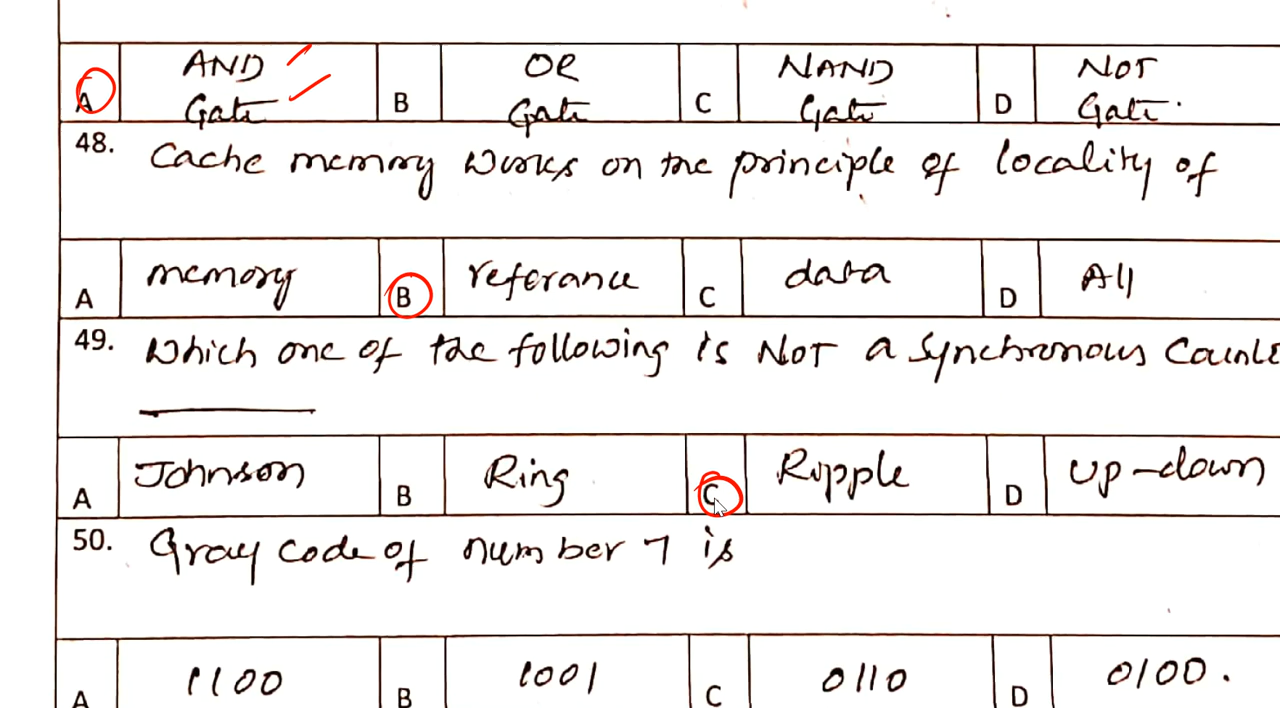 A AND Gate B OR Gate C NAND Gate D NOT Gate.
48. Cache memory works on the principle of locality of
A memory B referance C data D All
49. Which one of the following is NOT a Synchronous Counte
A Johnson B Ring C Ripple D Up-down
50. Gray code of number 7 is
A 1100 B 1001 C 0110 D 0100.